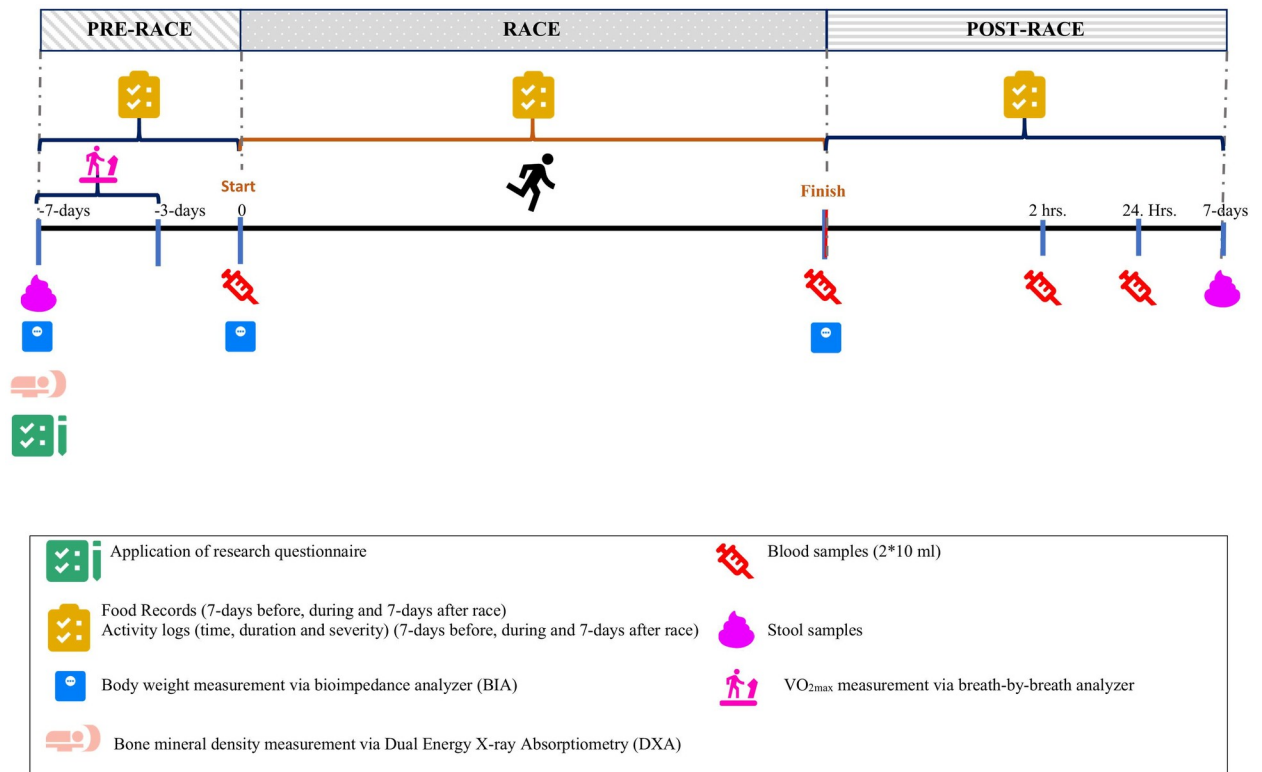 PRE-RACE
RACE
POST-RACE
Start
Finish
-7-days
-3-days
0
2 hrs.
24. Hrs.
7-days
Application of research questionnaire
Blood samples (2*10 ml)
Food Records (7-days before, during and 7-days after race)
Activity logs (time, duration and severity) (7-days before, during and 7-days after race)
Stool samples
Body weight measurement via bioimpedance analyzer (BIA)
VO2max measurement via breath-by-breath analyzer
Bone mineral density measurement via Dual Energy X-ray Absorptiometry (DXA)